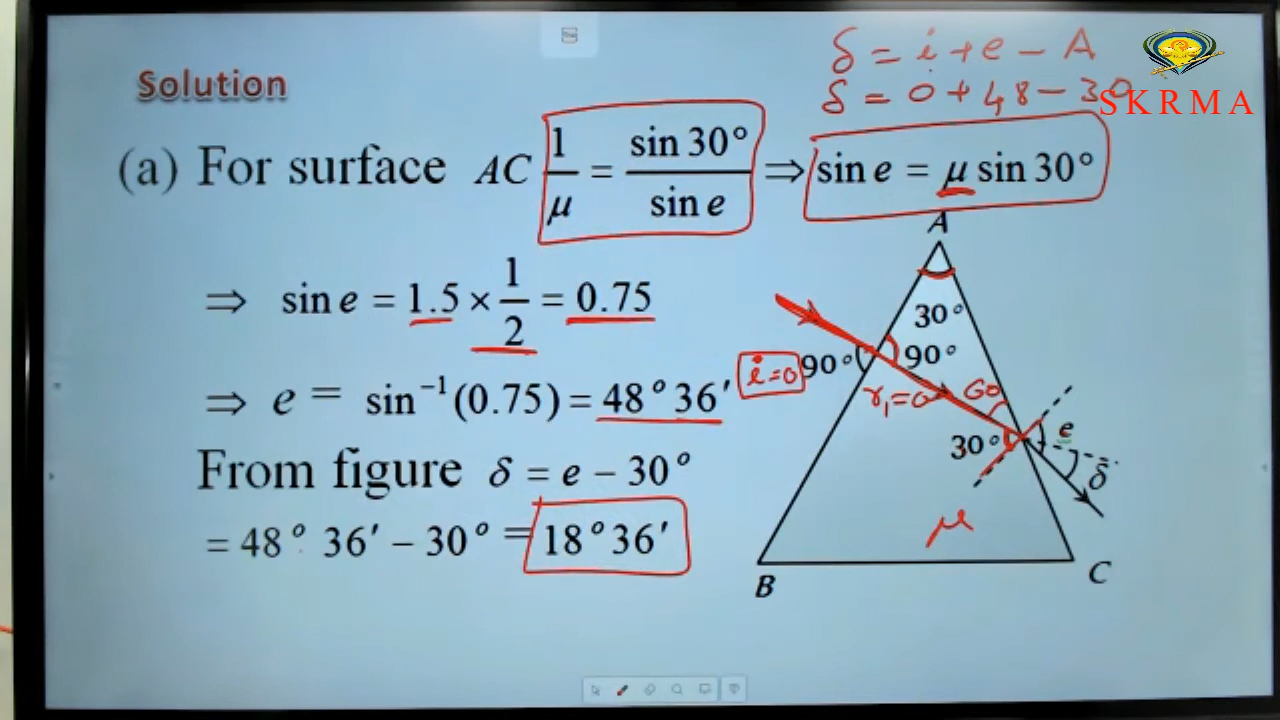 δ = i + e − A
δ = 0 + 48 − 30
SKRMA
Solution
(a) For surface AC 1/μ = sin 30°/sin e ⇒ sin e = μ sin 30°
⇒ sin e = 1.5 × 1/2 = 0.75
⇒ e = sin⁻¹(0.75) = 48° 36′
From figure δ = e − 30°
= 48° 36′ − 30° = 18° 36′
A
30°
i=0 90° 90°
r₁=0 60
30° e
δ
μ
B C